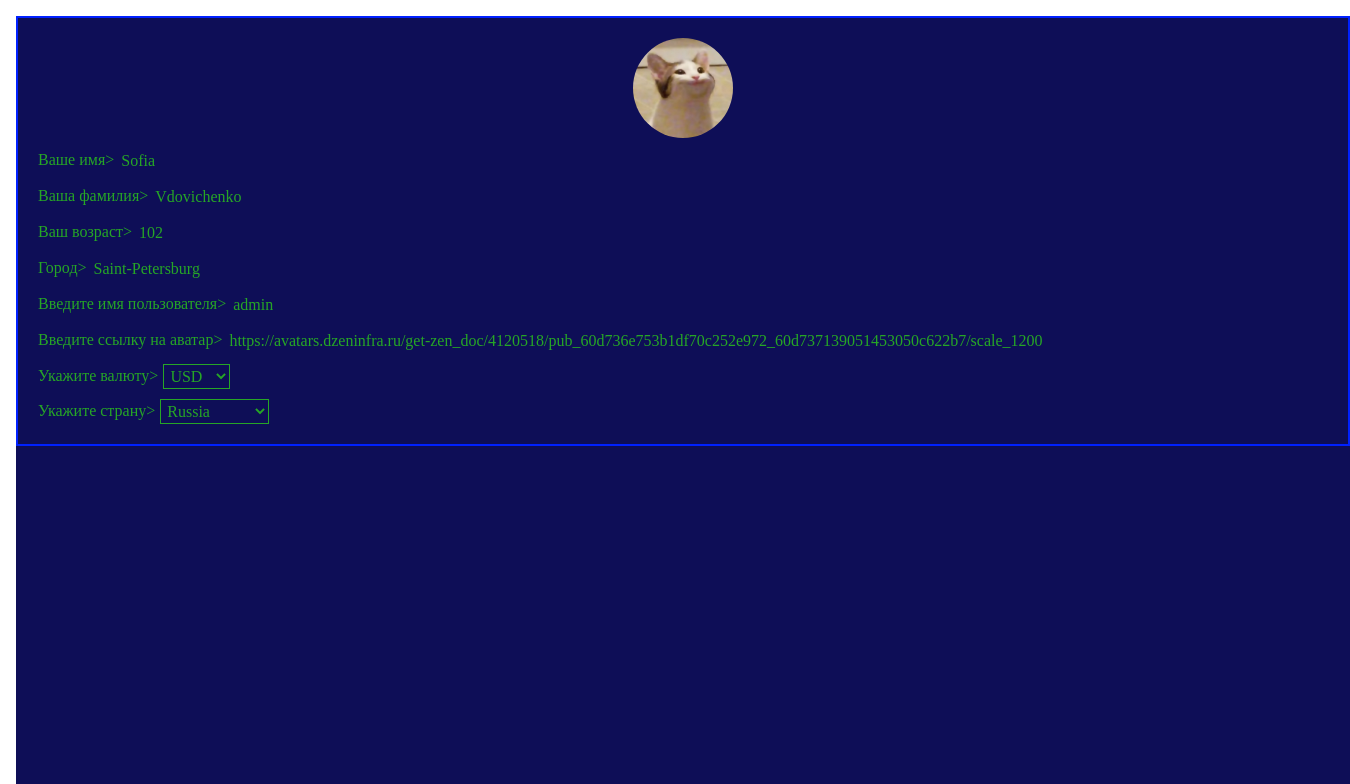 Ваше имя> Sofia
Ваша фамилия> Vdovichenko
Ваш возраст> 102
Город> Saint-Petersburg
Введите имя пользователя> admin
Введите ссылку на аватар> https://avatars.dzeninfra.ru/get-zen_doc/4120518/pub_60d736e753b1df70c252e972_60d737139051453050c622b7/scale_1200
Укажите валюту> USD
Укажите страну> Russia